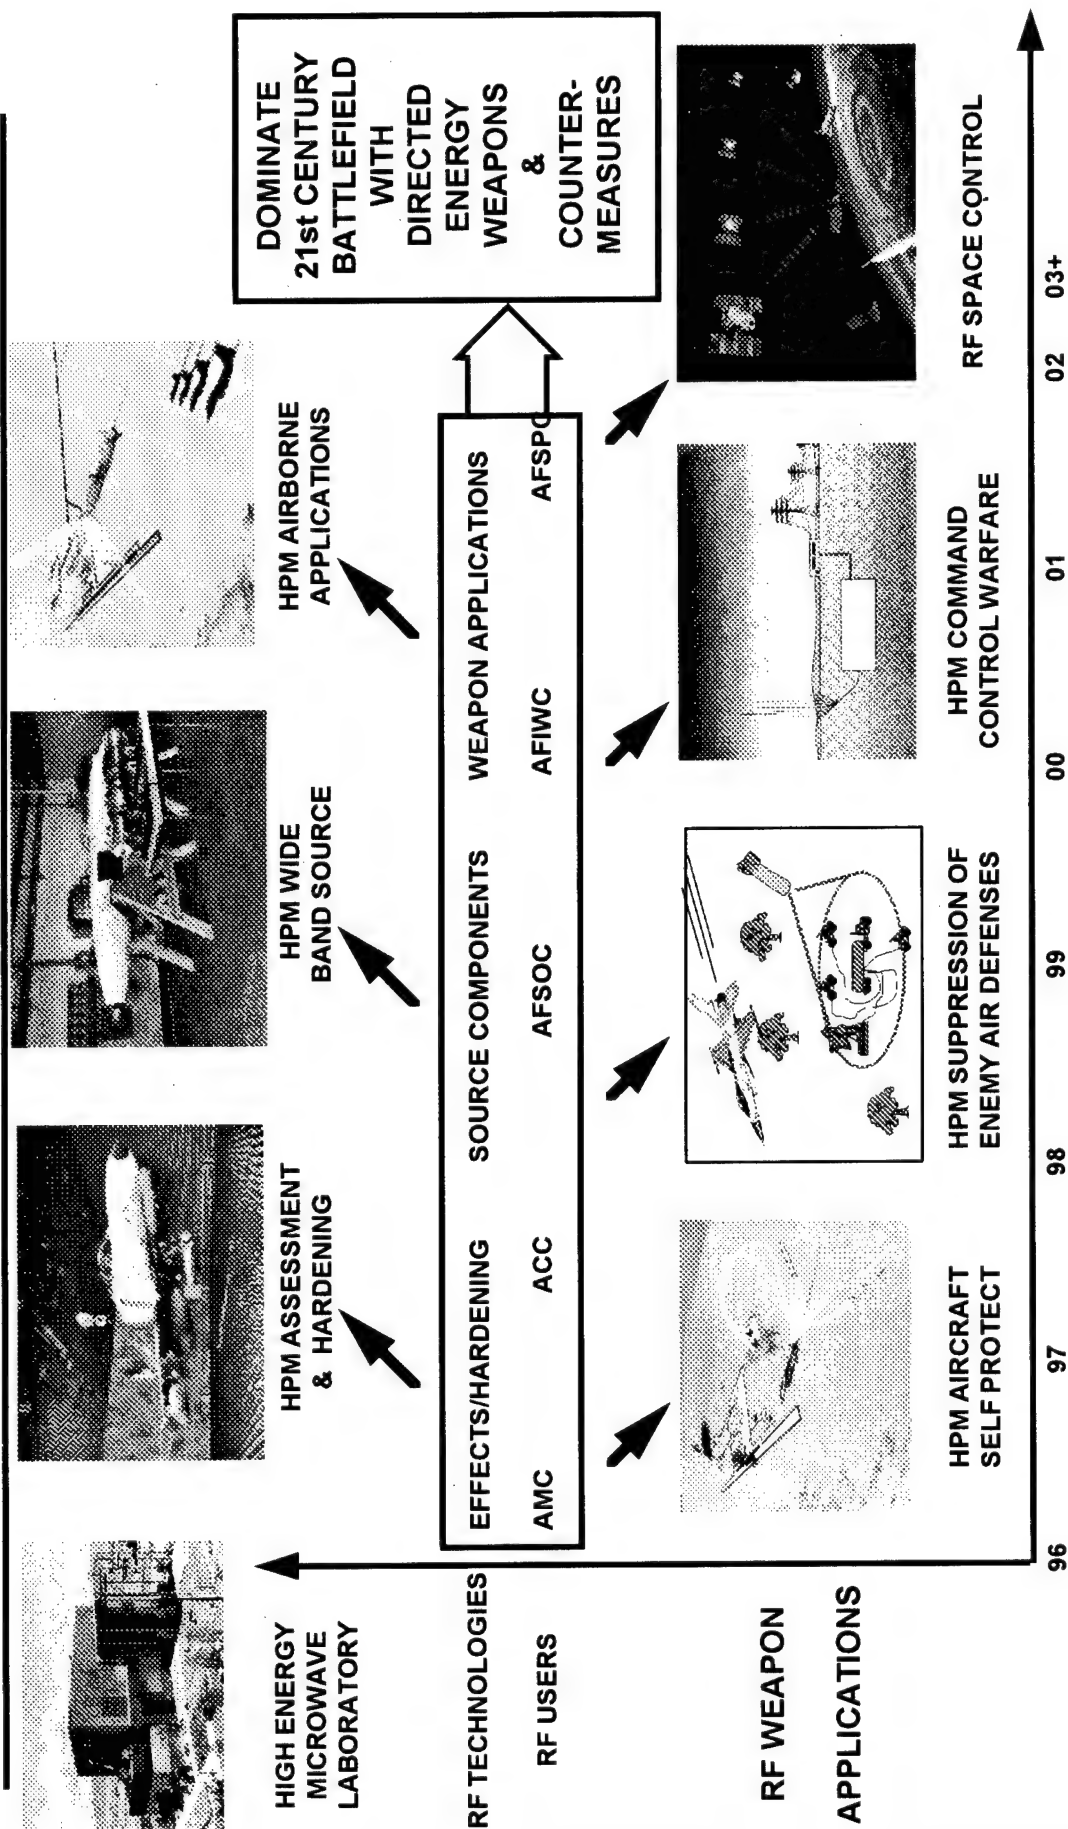 HIGH ENERGY
MICROWAVE
LABORATORY
HPM ASSESSMENT
& HARDENING
HPM WIDE
BAND SOURCE
HPM AIRBORNE
APPLICATIONS
DOMINATE
21st CENTURY
BATTLEFIELD
WITH
DIRECTED
ENERGY
WEAPONS
&
COUNTER-
MEASURES
RF TECHNOLOGIES
EFFECTS/HARDENING
SOURCE COMPONENTS
WEAPON APPLICATIONS
RF USERS
AMC
ACC
AFSOC
AFIWC
AFSPC
RF WEAPON
APPLICATIONS
HPM AIRCRAFT
SELF PROTECT
HPM SUPPRESSION OF
ENEMY AIR DEFENSES
HPM COMMAND
CONTROL WARFARE
RF SPACE CONTROL
96
97
98
99
00
01
02
03+